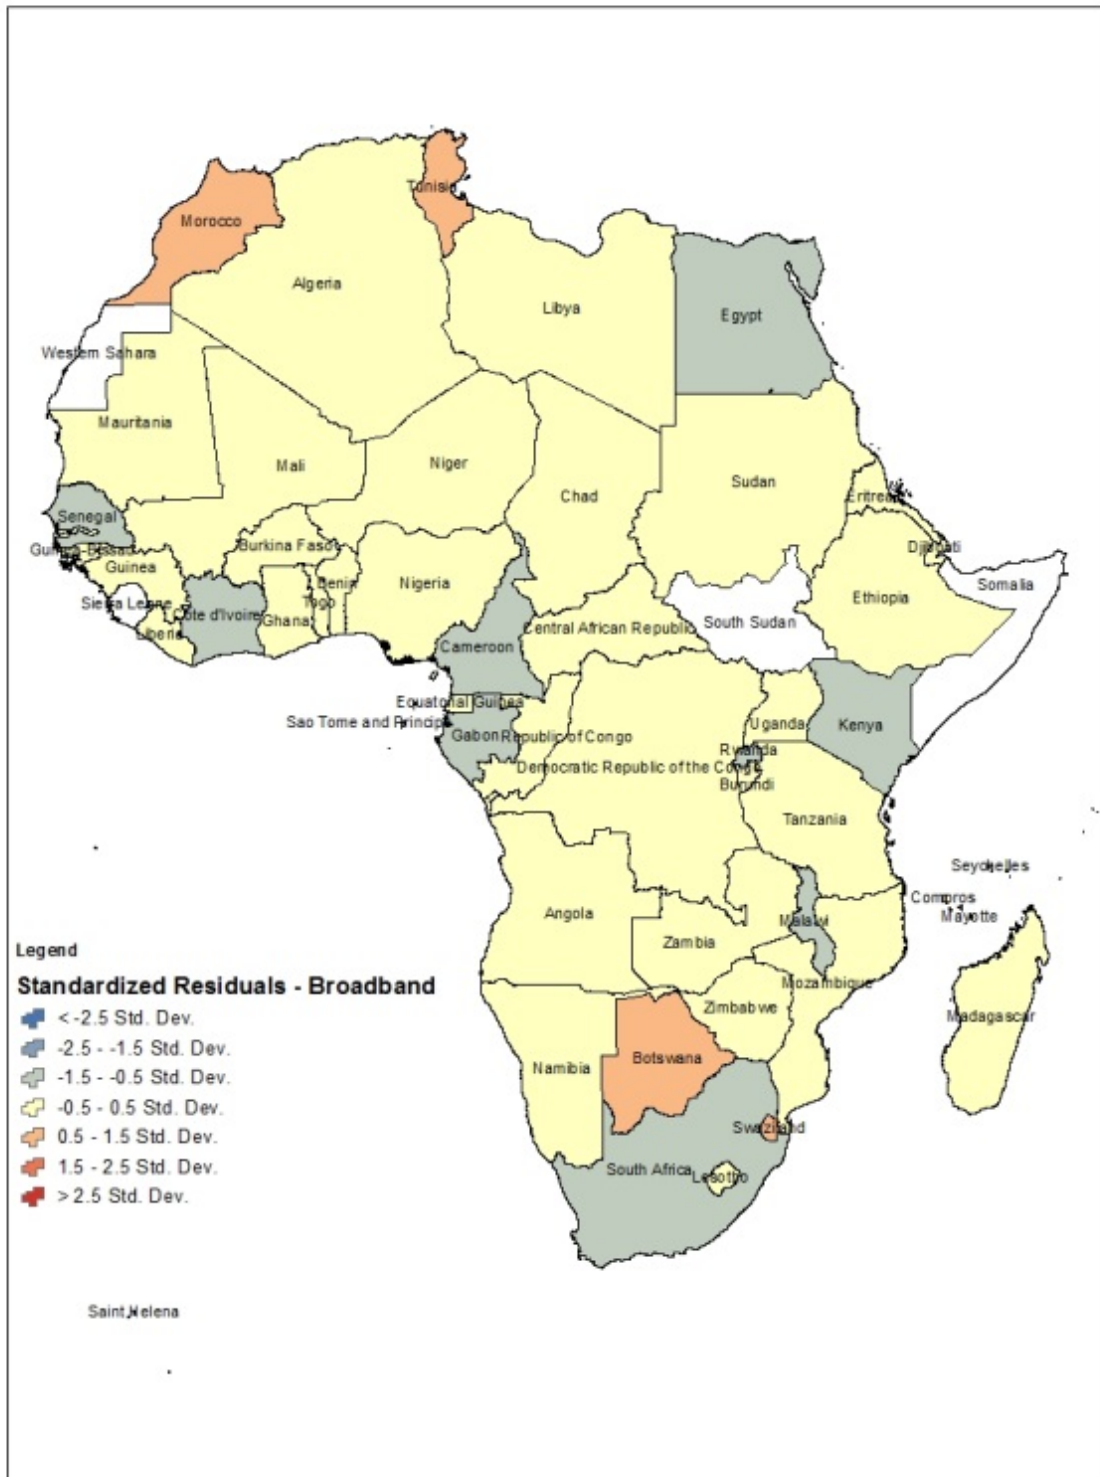 Tunisia
Morocco
Algeria
Libya
Egypt
Western Sahara
Mauritania
Mali
Niger
Chad
Sudan
Eritrea
Senegal
Guinea-Bissau
Burkina Faso
Djibouti
Guinea
Benin
Nigeria
Somalia
Ethiopia
Sierra Leone
Togo
Cote d'Ivoire
Ghana
South Sudan
Liberia
Central African Republic
Cameroon
Equatorial Guinea
Sao Tome and Principe
Uganda
Kenya
Gabon
Republic of Congo
Rwanda
Democratic Republic of the Congo
Burundi
Tanzania
Seychelles
Compros
Mayotte
Angola
Malawi
Zambia
Mozambique
Zimbabwe
Madagascar
Botswana
Namibia
Swaziland
South Africa
Lesotho
Legend
Standardized Residuals - Broadband
< -2.5 Std. Dev.
-2.5 - -1.5 Std. Dev.
-1.5 - -0.5 Std. Dev.
-0.5 - 0.5 Std. Dev.
0.5 - 1.5 Std. Dev.
1.5 - 2.5 Std. Dev.
> 2.5 Std. Dev.
Saint Helena